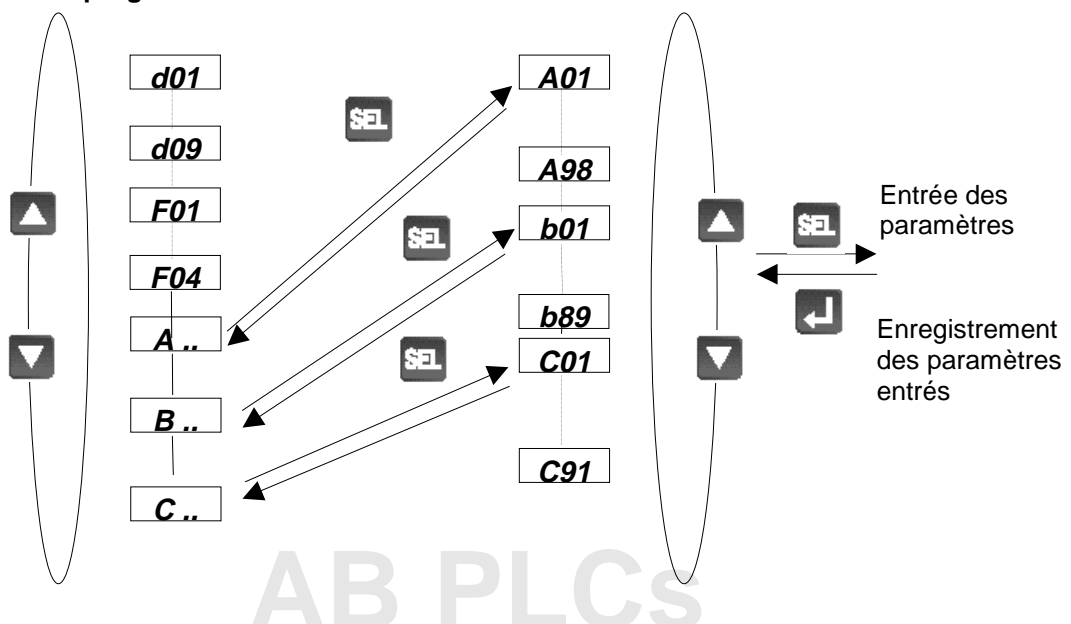 d01
d09
F01
F04
A ..
B ..
C ..
SEL
SEL
SEL
A01
A98
b01
b89
C01
C91
SEL
Entrée des
paramètres
Enregistrement
des paramètres
entrés
AB PLCs